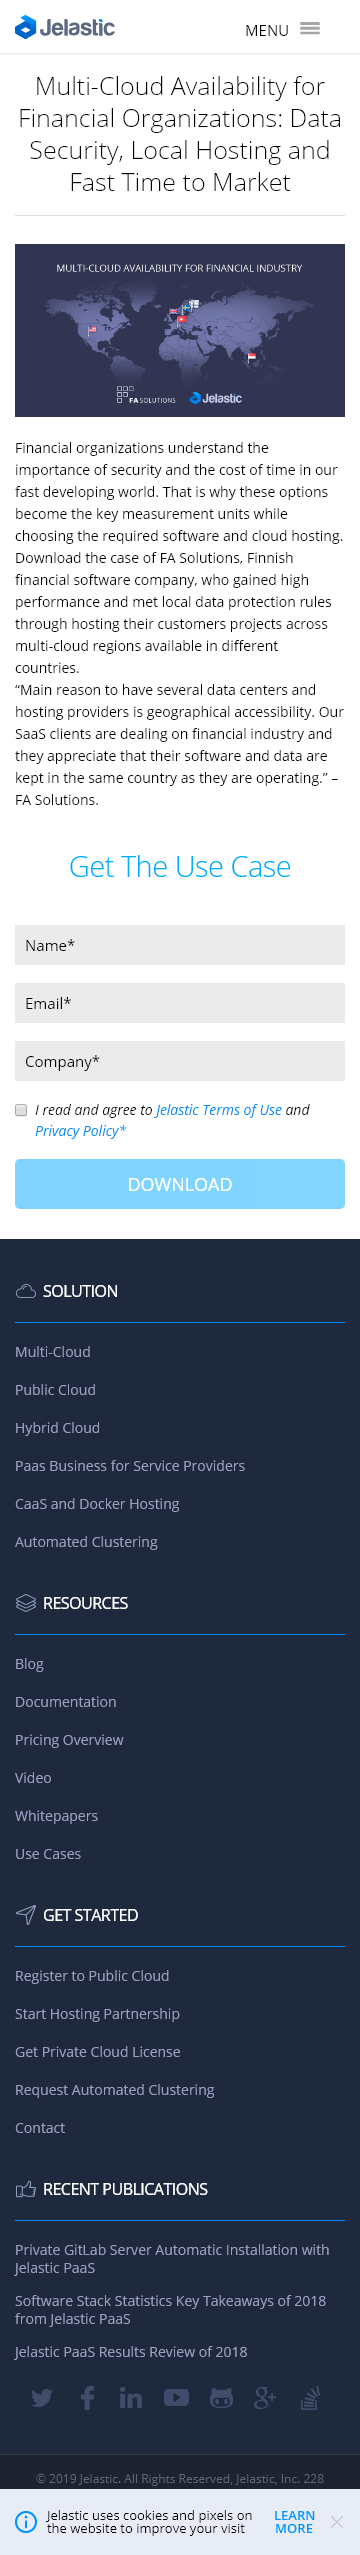 Jelastic
MENU
Multi-Cloud Availability for
Financial Organizations: Data
Security, Local Hosting and
Fast Time to Market
MULTI-CLOUD AVAILABILITY FOR FINANCIAL INDUSTRY
FA SOLUTIONS
Jelastic
Financial organizations understand the
importance of security and the cost of time in our
fast developing world. That is why these options
become the key measurement units while
choosing the required software and cloud hosting.
Download the case of FA Solutions, Finnish
financial software company, who gained high
performance and met local data protection rules
through hosting their customers projects across
multi-cloud regions available in different
countries.
“Main reason to have several data centers and
hosting providers is geographical accessibility. Our
SaaS clients are dealing on financial industry and
they appreciate that their software and data are
kept in the same country as they are operating.” –
FA Solutions.
Get The Use Case
Name*
Email*
Company*
I read and agree to Jelastic Terms of Use and
Privacy Policy*
DOWNLOAD
SOLUTION
Multi-Cloud
Public Cloud
Hybrid Cloud
Paas Business for Service Providers
CaaS and Docker Hosting
Automated Clustering
RESOURCES
Blog
Documentation
Pricing Overview
Video
Whitepapers
Use Cases
GET STARTED
Register to Public Cloud
Start Hosting Partnership
Get Private Cloud License
Request Automated Clustering
Contact
RECENT PUBLICATIONS
Private GitLab Server Automatic Installation with
Jelastic PaaS
Software Stack Statistics Key Takeaways of 2018
from Jelastic PaaS
Jelastic PaaS Results Review of 2018
© 2019 Jelastic. All Rights Reserved, Jelastic, Inc. 228
Jelastic uses cookies and pixels on
the website to improve your visit
LEARN
MORE